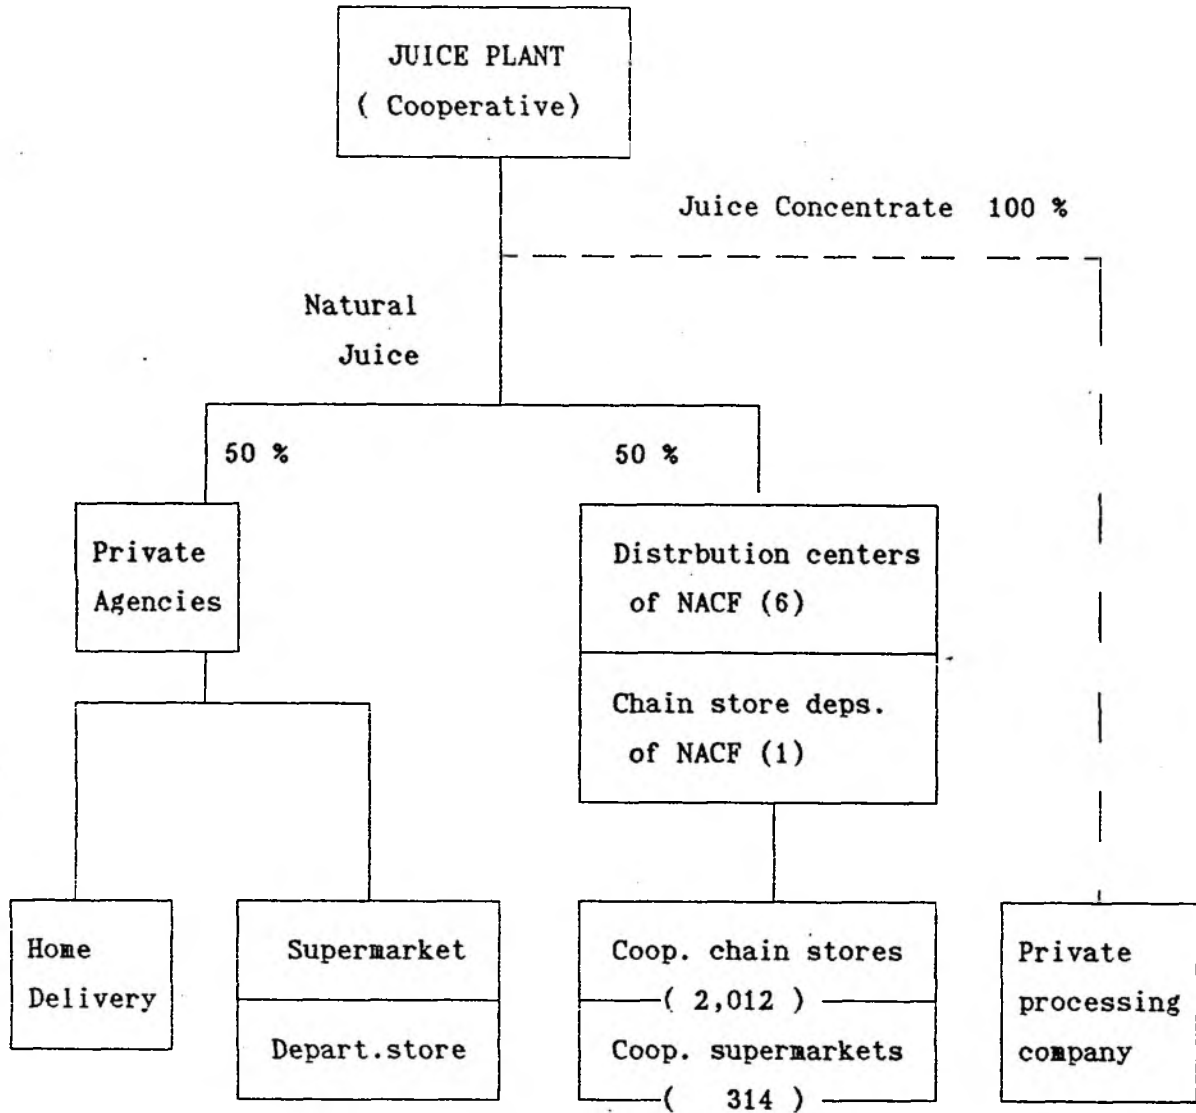 JUICE PLANT
( Cooperative)
Juice Concentrate 100 %
Natural
Juice
50 %
50 %
Private
Agencies
Distrbution centers
of NACF (6)
Chain store deps.
of NACF (1)
Home
Delivery
Supermarket
Depart.store
Coop. chain stores
( 2,012 )
Coop. supermarkets
( 314 )
Private
processing
company